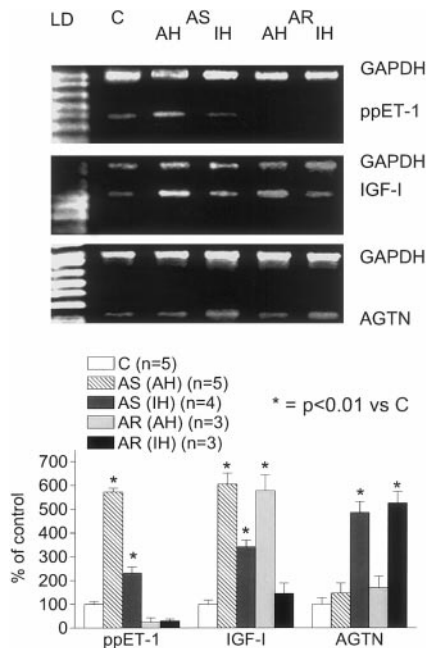 LD C AS AR
AH IH AH IH
GAPDH
ppET-1
GAPDH
IGF-I
GAPDH
AGTN
C (n=5)
AS (AH) (n=5)
AS (IH) (n=4)
AR (AH) (n=3)
AR (IH) (n=3)
* = p<0.01 vs C
% of control
700
600
500
400
300
200
100
0
* * * * * * *
ppET-1 IGF-I AGTN